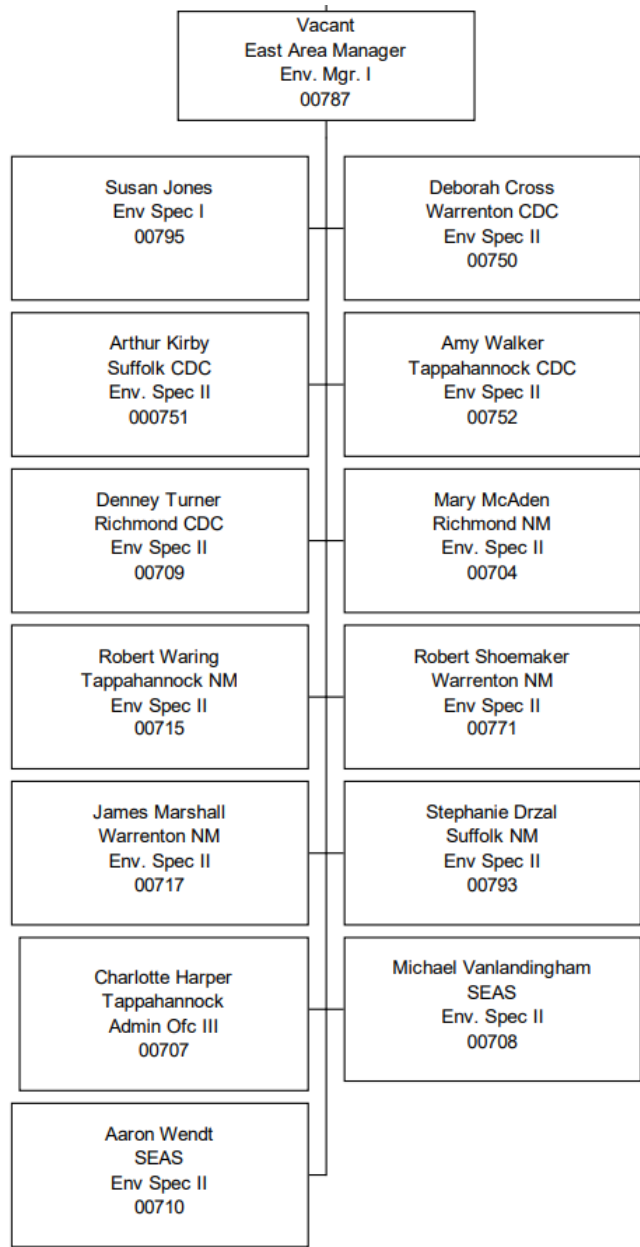 Vacant
East Area Manager
Env. Mgr. I
00787
Susan Jones
Env Spec I
00795
Deborah Cross
Warrenton CDC
Env Spec II
00750
Arthur Kirby
Suffolk CDC
Env. Spec II
000751
Amy Walker
Tappahannock CDC
Env Spec II
00752
Denney Turner
Richmond CDC
Env Spec II
00709
Mary McAden
Richmond NM
Env. Spec II
00704
Robert Waring
Tappahannock NM
Env Spec II
00715
Robert Shoemaker
Warrenton NM
Env Spec II
00771
James Marshall
Warrenton NM
Env. Spec II
00717
Stephanie Drzal
Suffolk NM
Env Spec II
00793
Charlotte Harper
Tappahannock
Admin Ofc III
00707
Michael Vanlandingham
SEAS
Env. Spec II
00708
Aaron Wendt
SEAS
Env Spec II
00710